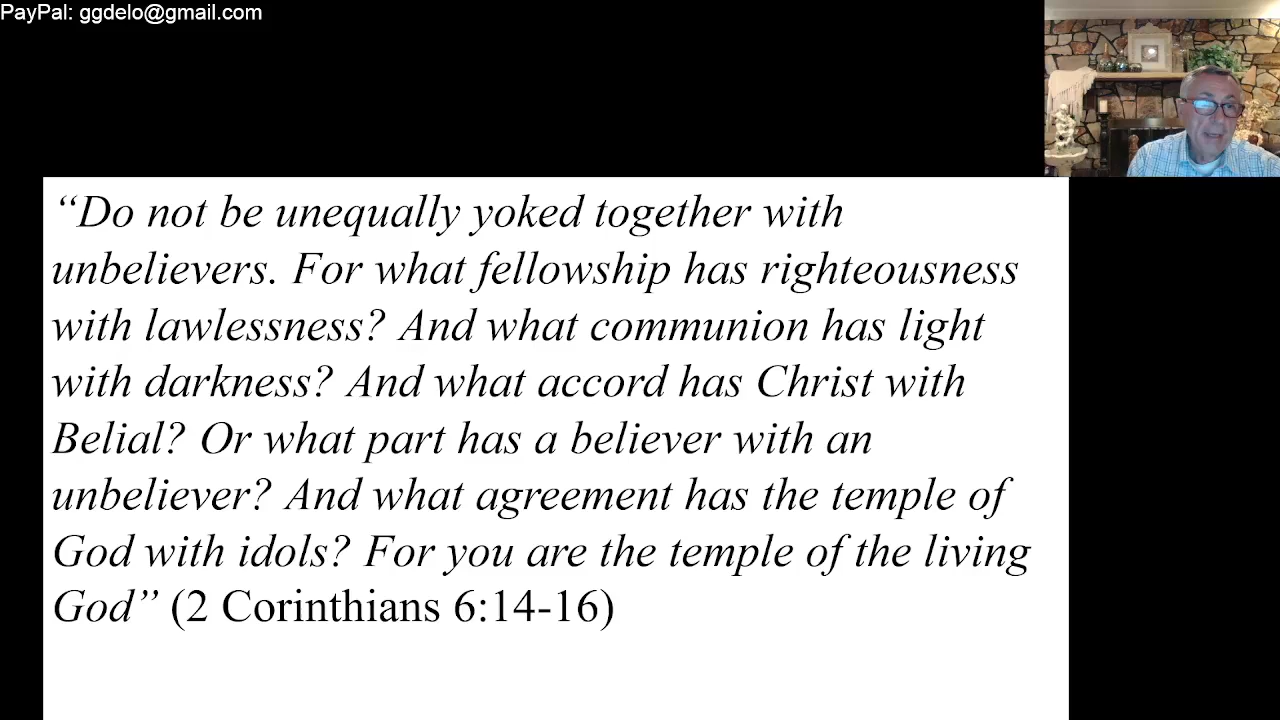 PayPal: ggdelo@gmail.com
“Do not be unequally yoked together with
unbelievers. For what fellowship has righteousness
with lawlessness? And what communion has light
with darkness? And what accord has Christ with
Belial? Or what part has a believer with an
unbeliever? And what agreement has the temple of
God with idols? For you are the temple of the living
God” (2 Corinthians 6:14-16)